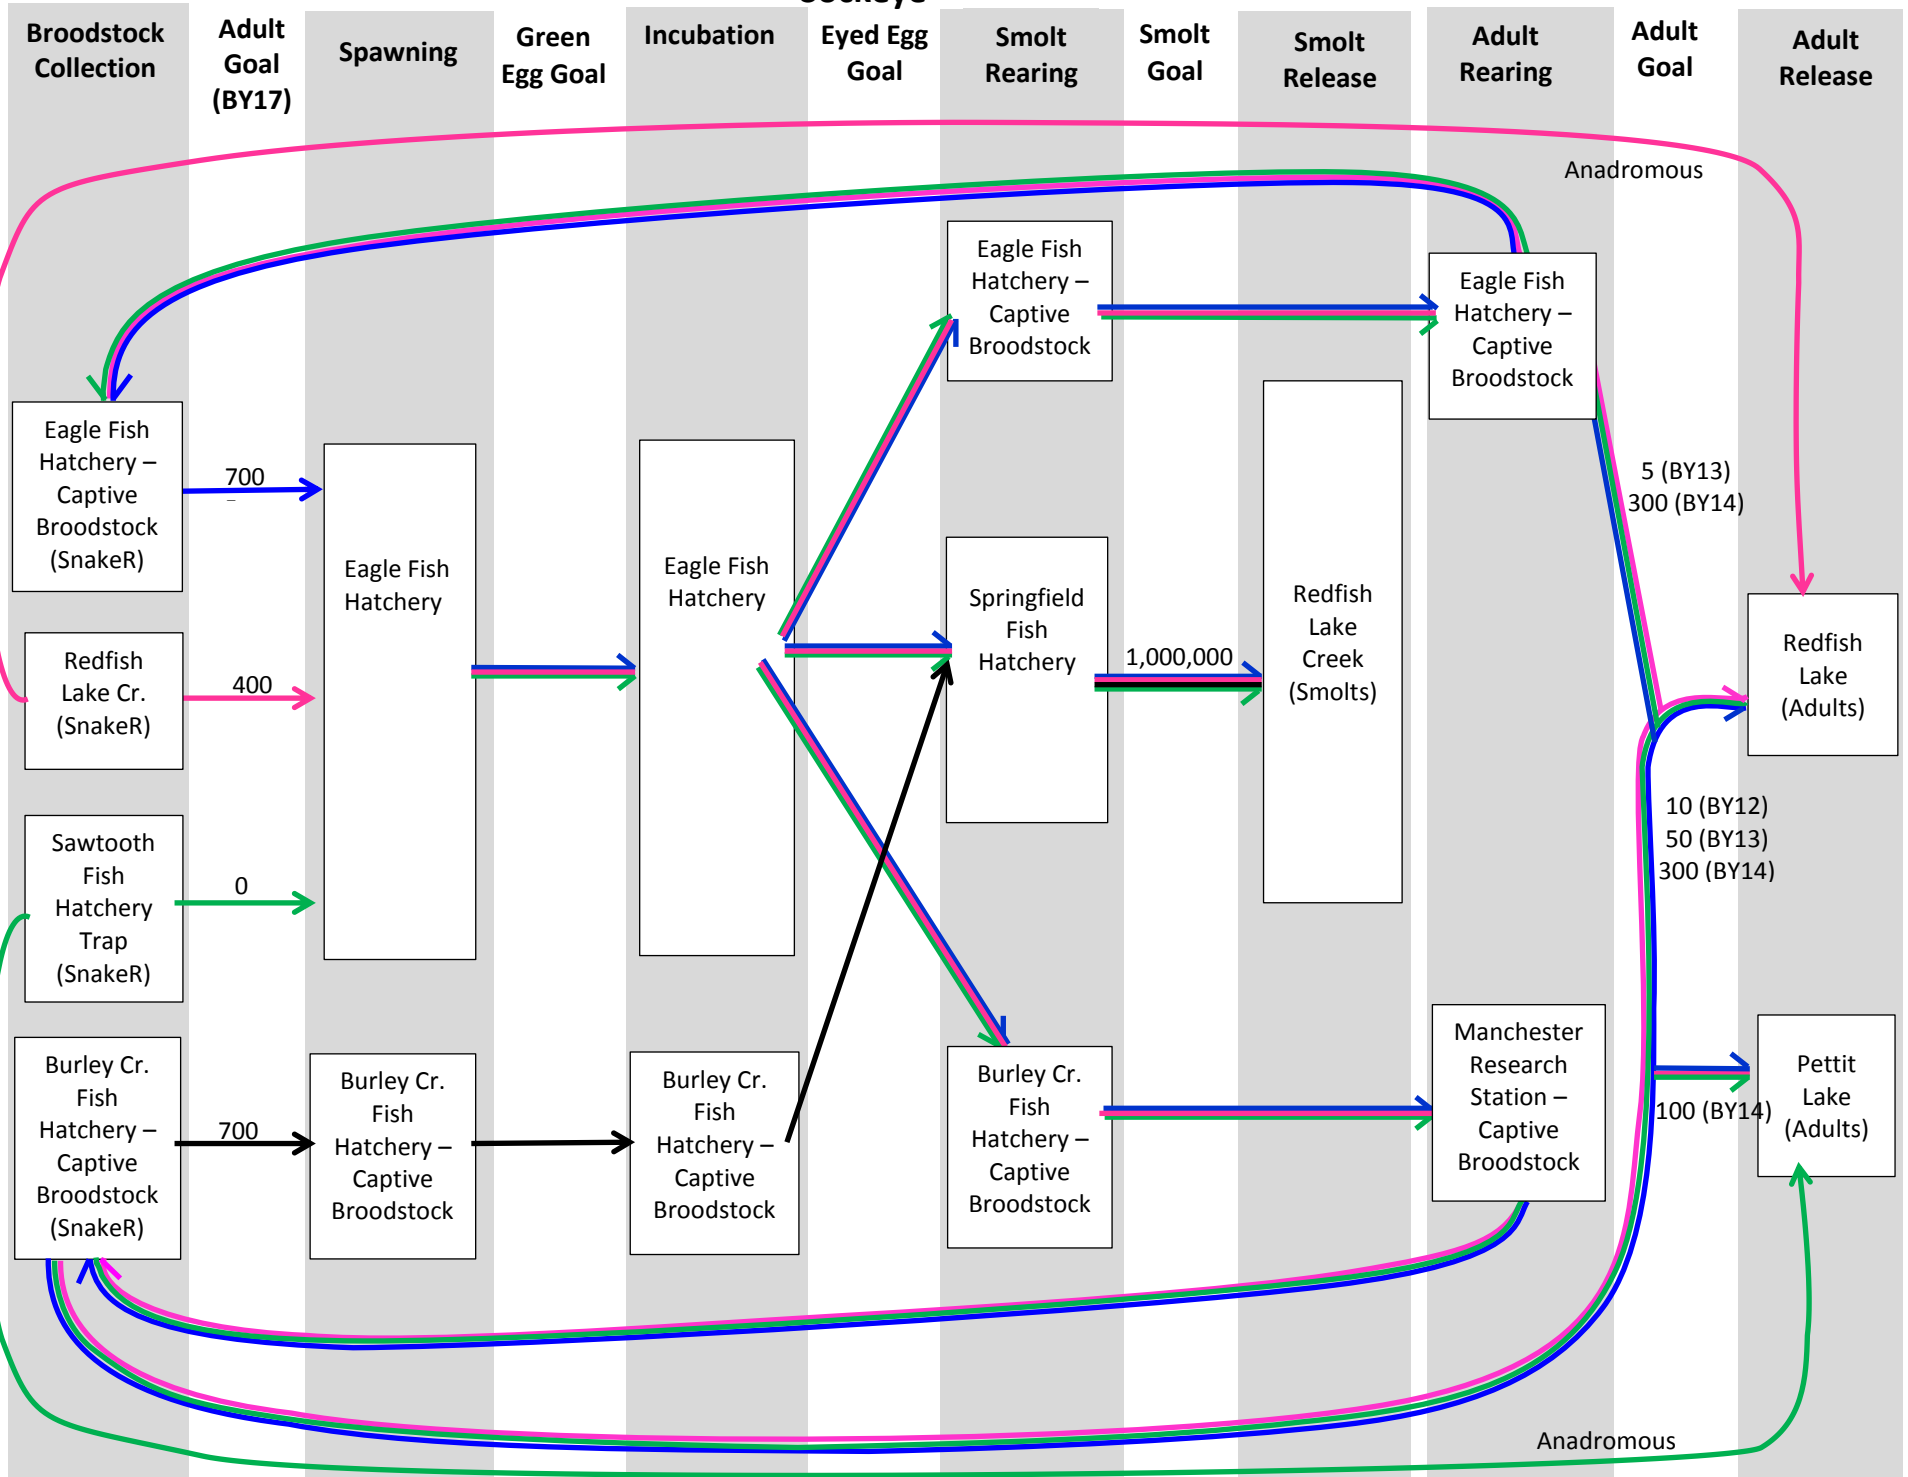 Sockeye
Broodstock
Collection
Adult
Goal
(BY17)
Spawning
Green
Egg Goal
Incubation
Eyed Egg
Goal
Smolt
Rearing
Smolt
Goal
Smolt
Release
Adult
Rearing
Adult
Goal
Adult
Release
Anadromous
Eagle Fish
Hatchery –
Captive
Broodstock
Eagle Fish
Hatchery –
Captive
Broodstock
Eagle Fish
Hatchery –
Captive
Broodstock
(SnakeR)
700
5 (BY13)
300 (BY14)
Eagle Fish
Hatchery
Eagle Fish
Hatchery
Springfield
Fish
Hatchery
1,000,000
Redfish
Lake
Creek
(Smolts)
Redfish
Lake
(Adults)
Redfish
Lake Cr.
(SnakeR)
400
10 (BY12)
50 (BY13)
300 (BY14)
Sawtooth
Fish
Hatchery
Trap
(SnakeR)
0
Burley Cr.
Fish
Hatchery –
Captive
Broodstock
(SnakeR)
700
Burley Cr.
Fish
Hatchery –
Captive
Broodstock
Burley Cr.
Fish
Hatchery –
Captive
Broodstock
Burley Cr.
Fish
Hatchery –
Captive
Broodstock
Manchester
Research
Station –
Captive
Broodstock
100 (BY14)
Pettit
Lake
(Adults)
Anadromous